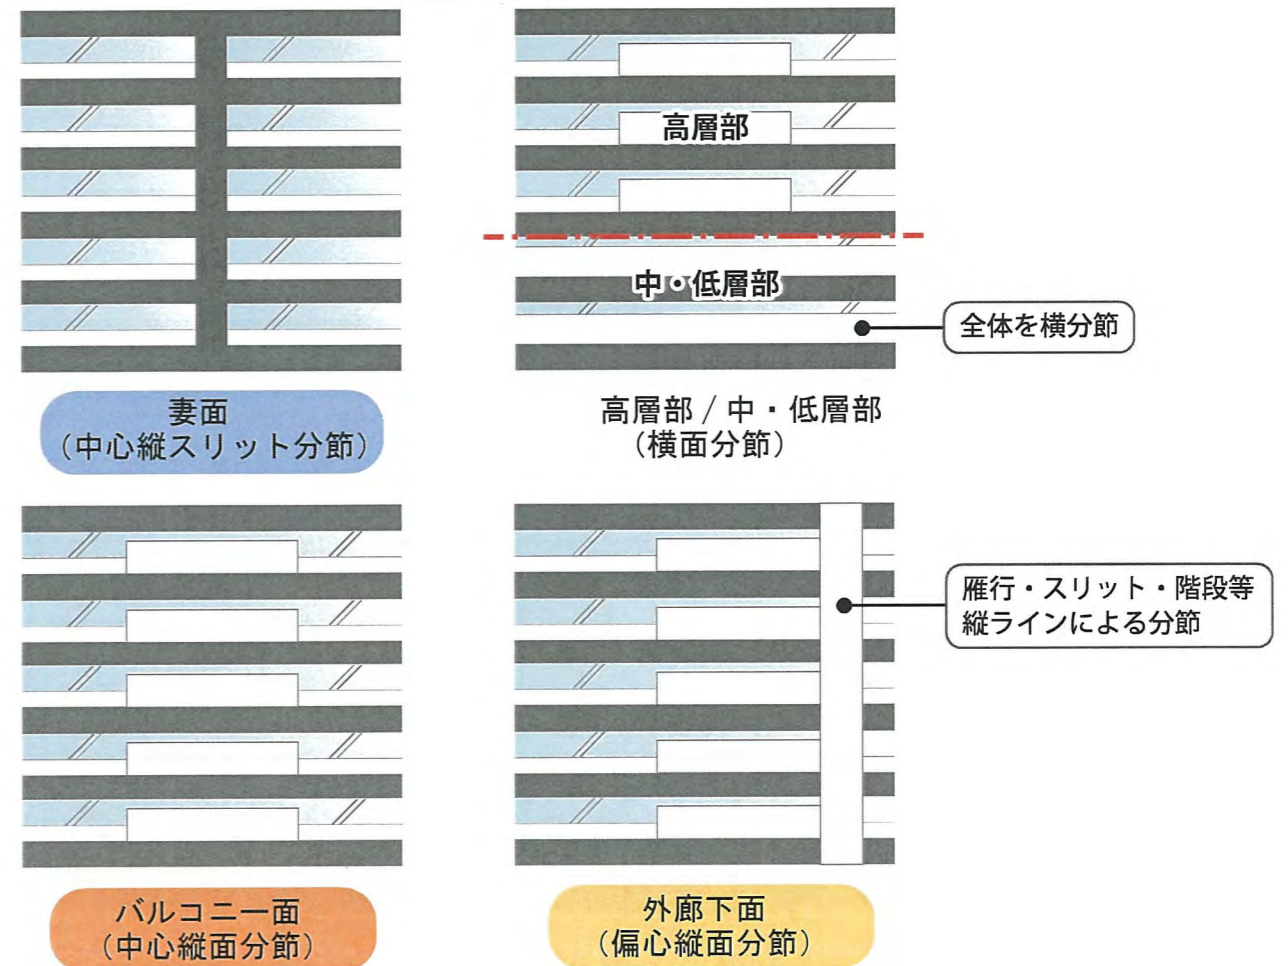 高層部
中・低層部
全体を横分節
妻面
（中心縦スリット分節）
高層部 / 中・低層部
（横面分節）
雁行・スリット・階段等
縦ラインによる分節
バルコニー面
（中心縦面分節）
外廊下面
（偏心縦面分節）